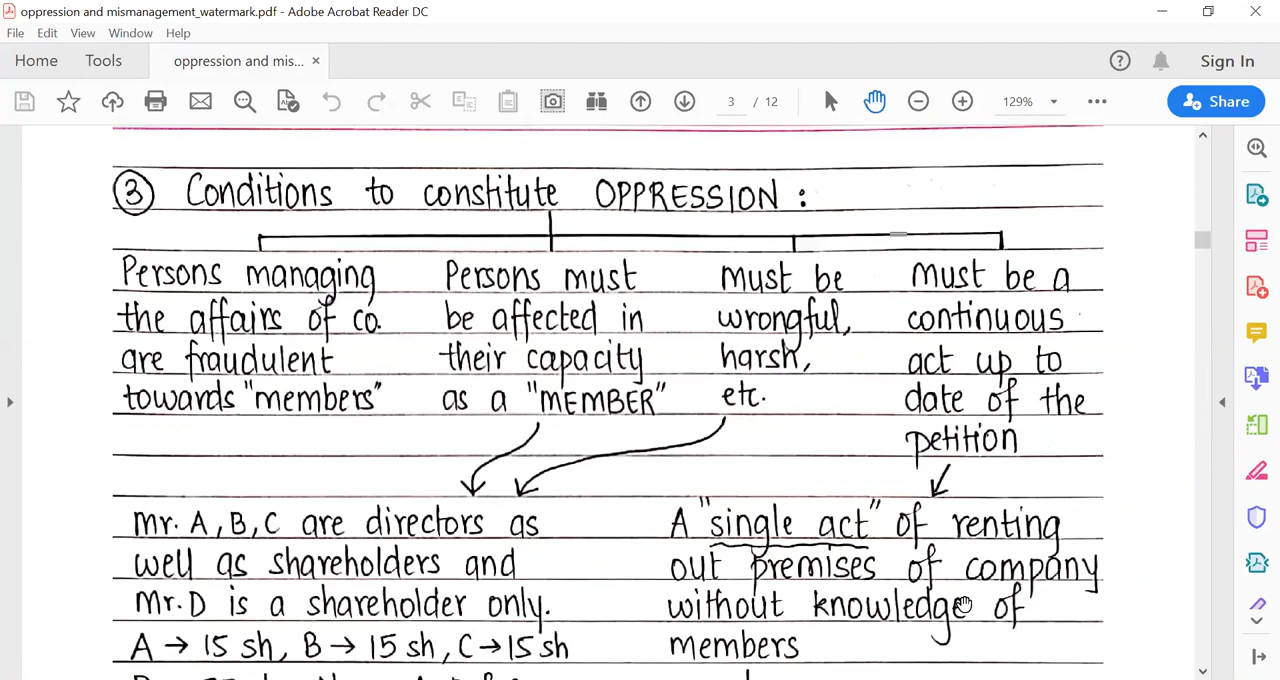 oppression and mismanagement_watermark.pdf - Adobe Acrobat Reader DC
File Edit View Window Help
Home Tools oppression and mis... × Sign In
3 / 12 129% Share
③ Conditions to constitute OPPRESSION :
Persons managing
the affairs of co.
are fraudulent
towards "members"
Persons must
be affected in
their capacity
as a "MEMBER"
must be
wrongful,
harsh,
etc.
must be a
continuous
act up to
date of the
petition
Mr. A, B, C are directors as
well as shareholders and
Mr. D is a shareholder only.
A → 15 sh, B → 15 sh, C → 15 sh
A "single act" of renting
out premises of company
without knowledge of
members